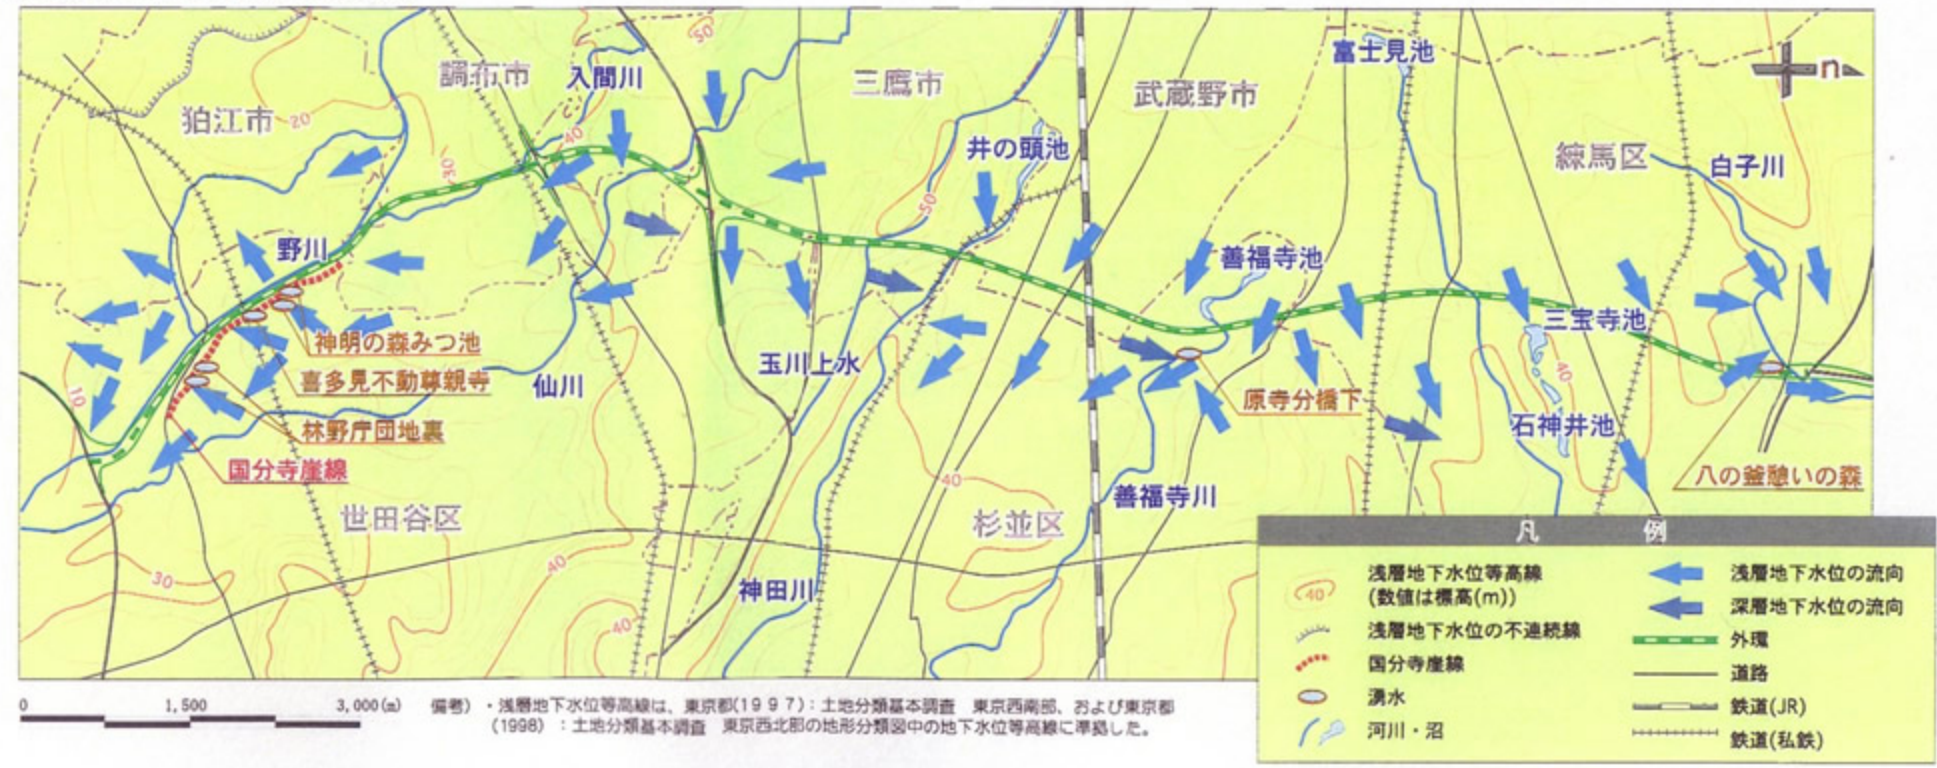 富士見池
調布市
入間川
50
三鷹市
武蔵野市
n
狛江市
20
40
井の頭池
練馬区
白子川
30
50
野川
善福寺池
三宝寺池
神明の森みつ池
喜多見不動尊親寺
玉川上水
40
10
仙川
原寺分橋下
林野庁団地裏
石神井池
国分寺崖線
40
八の釜憩いの森
善福寺川
世田谷区
杉並区
30
40
神田川
40
凡 例
浅層地下水位等高線
(数値は標高(m))
40
浅層地下水位の不連続線
国分寺崖線
湧水
河川・沼
浅層地下水位の流向
深層地下水位の流向
外環
道路
鉄道(JR)
鉄道(私鉄)
0 1,500 3,000(m)
備考）・浅層地下水位等高線は、東京都(1997)：土地分類基本調査 東京西南部、および東京都
(1998)：土地分類基本調査 東京西北部の地形分類図中の地下水位等高線に準拠した。